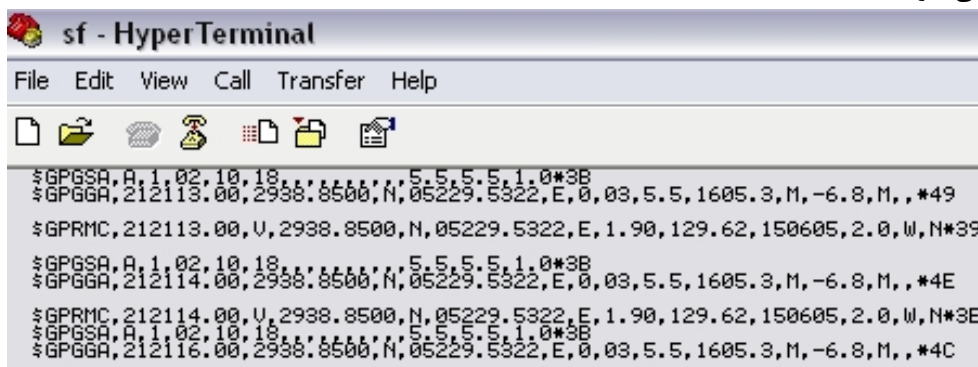 sf - HyperTerminal
File Edit View Call Transfer Help
$GPGSA,A,1,02,10,18,,,,,,,,,,5.5,5.5,1.0*3B
$GPGGA,212113.00,2938.8500,N,05229.5322,E,0,03,5.5,1605.3,M,-6.8,M,,*49
$GPRMC,212113.00,V,2938.8500,N,05229.5322,E,1.90,129.62,150605,2.0,W,N*39
$GPGSA,A,1,02,10,18,,,,,,,,,,5.5,5.5,1.0*3B
$GPGGA,212114.00,2938.8500,N,05229.5322,E,0,03,5.5,1605.3,M,-6.8,M,,*4E
$GPRMC,212114.00,V,2938.8500,N,05229.5322,E,1.90,129.62,150605,2.0,W,N*3E
$GPGSA,A,1,02,10,18,,,,,,,,,,5.5,5.5,1.0*3B
$GPGGA,212116.00,2938.8500,N,05229.5322,E,0,03,5.5,1605.3,M,-6.8,M,,*4C